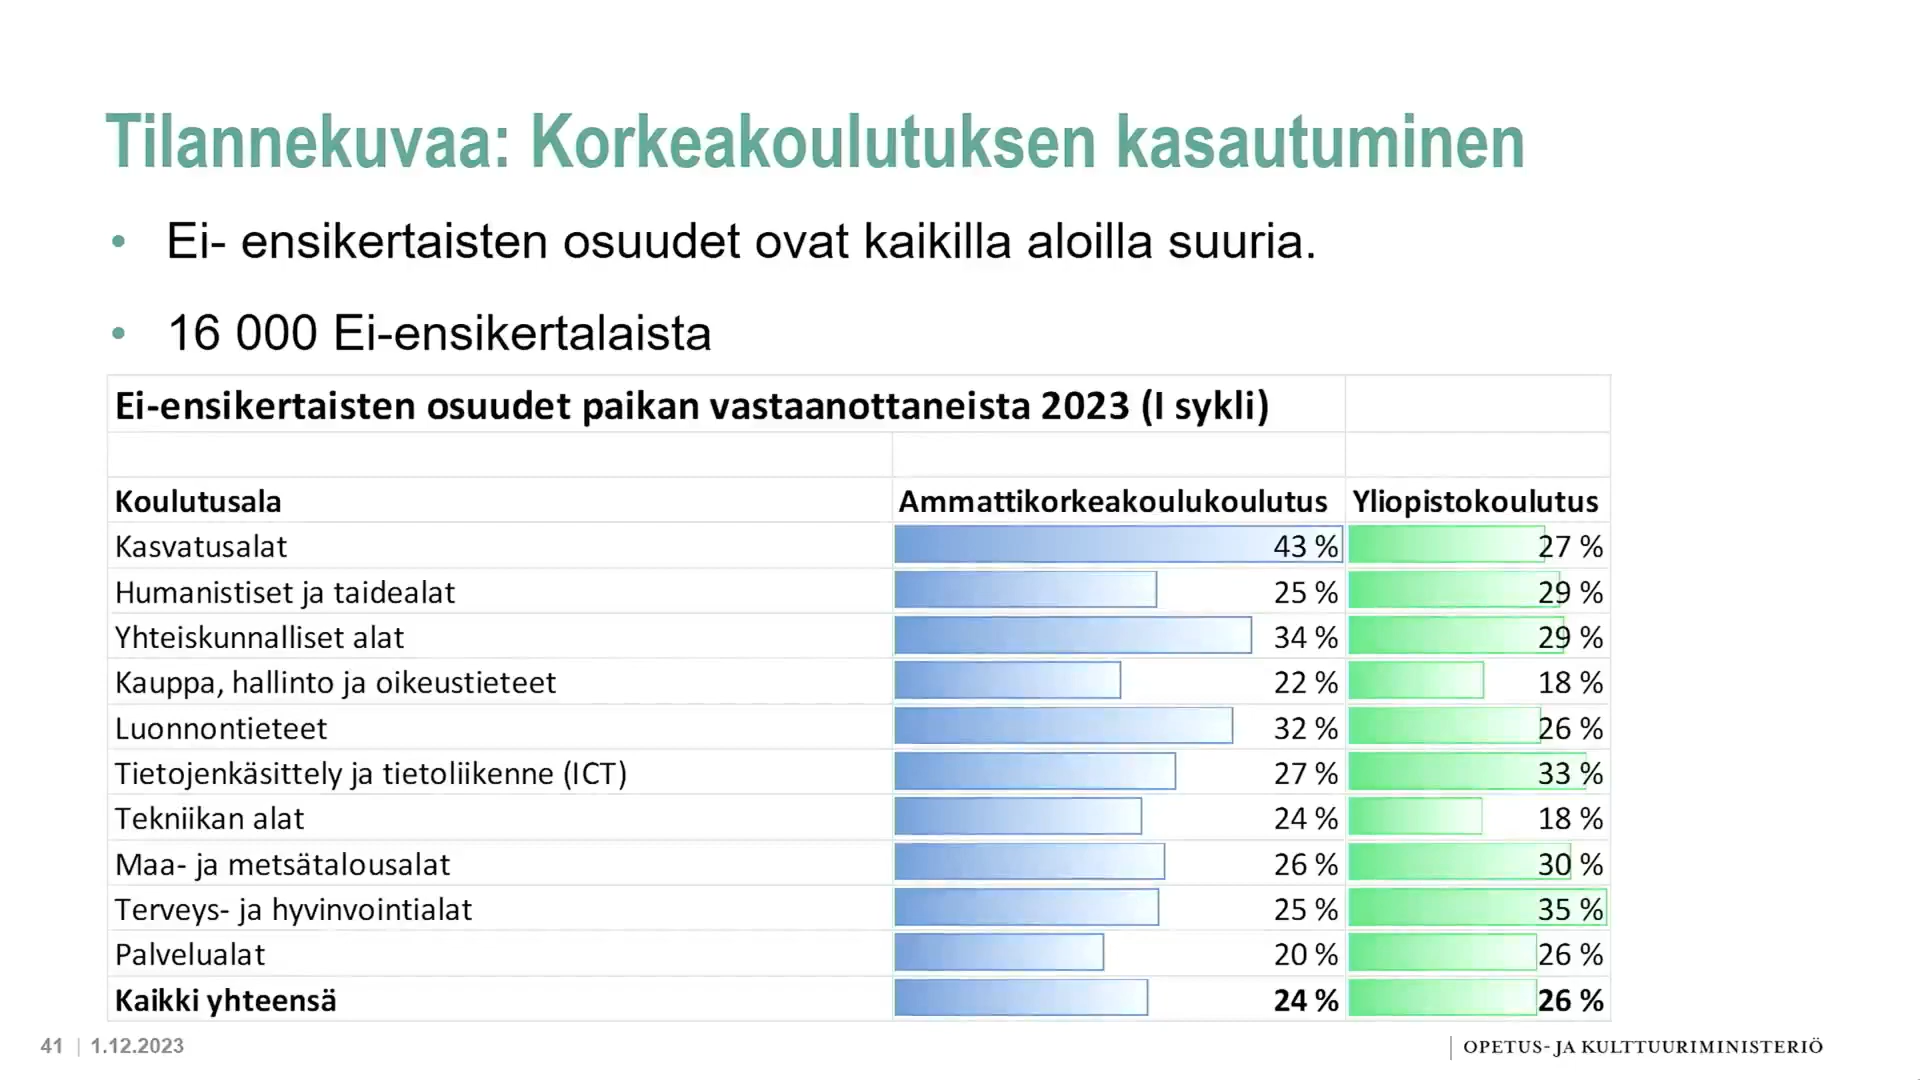 Tilannekuvaa: Korkeakoulutuksen kasautuminen
• Ei- ensikertaisten osuudet ovat kaikilla aloilla suuria.
• 16 000 Ei-ensikertalaista
Ei-ensikertaisten osuudet paikan vastaanottaneista 2023 (I sykli)
Koulutusala Ammattikorkeakoulukoulutus Yliopistokoulutus
Kasvatusalat 43 % 27 %
Humanistiset ja taidealat 25 % 29 %
Yhteiskunnalliset alat 34 % 29 %
Kauppa, hallinto ja oikeustieteet 22 % 18 %
Luonnontieteet 32 % 26 %
Tietojenkäsittely ja tietoliikenne (ICT) 27 % 33 %
Tekniikan alat 24 % 18 %
Maa- ja metsätalousalat 26 % 30 %
Terveys- ja hyvinvointialat 25 % 35 %
Palvelualat 20 % 26 %
Kaikki yhteensä 24 % 26 %
41 | 1.12.2023
OPETUS- JA KULTTUURIMINISTERIÖ